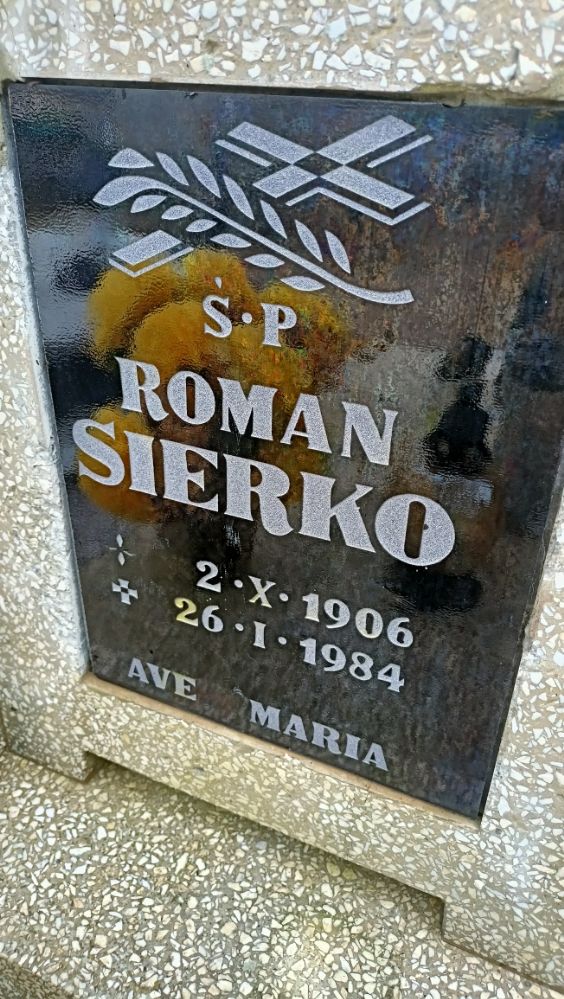 Ś·P
ROMAN
SIERKO
2·X·1906
26·I·1984
AVE MARIA